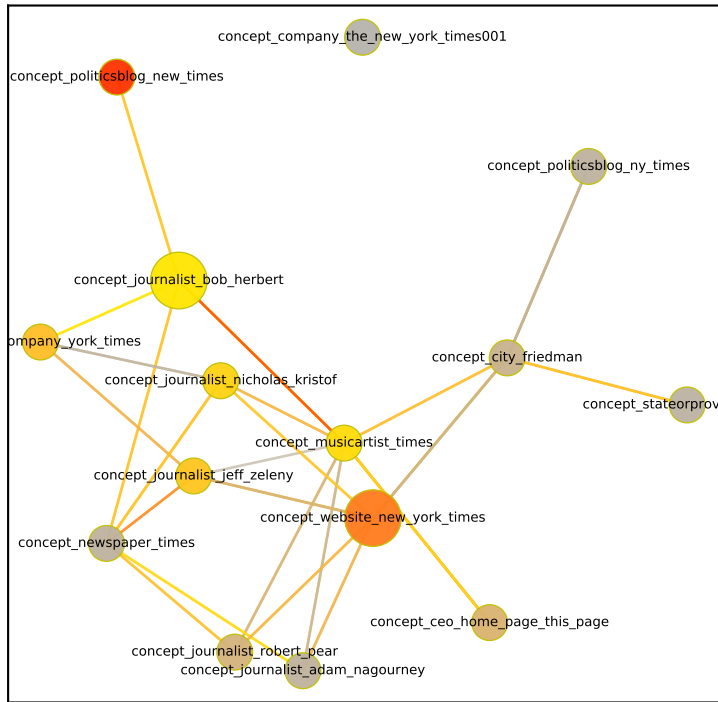 concept_company_the_new_york_times001
concept_politicsblog_new_times
concept_politicsblog_ny_times
concept_journalist_bob_herbert
ompany_york_times
concept_city_friedman
concept_journalist_nicholas_kristof
concept_stateorprov
concept_musicartist_times
concept_journalist_jeff_zeleny
concept_website_new_york_times
concept_newspaper_times
concept_ceo_home_page_this_page
concept_journalist_robert_pear
concept_journalist_adam_nagourney